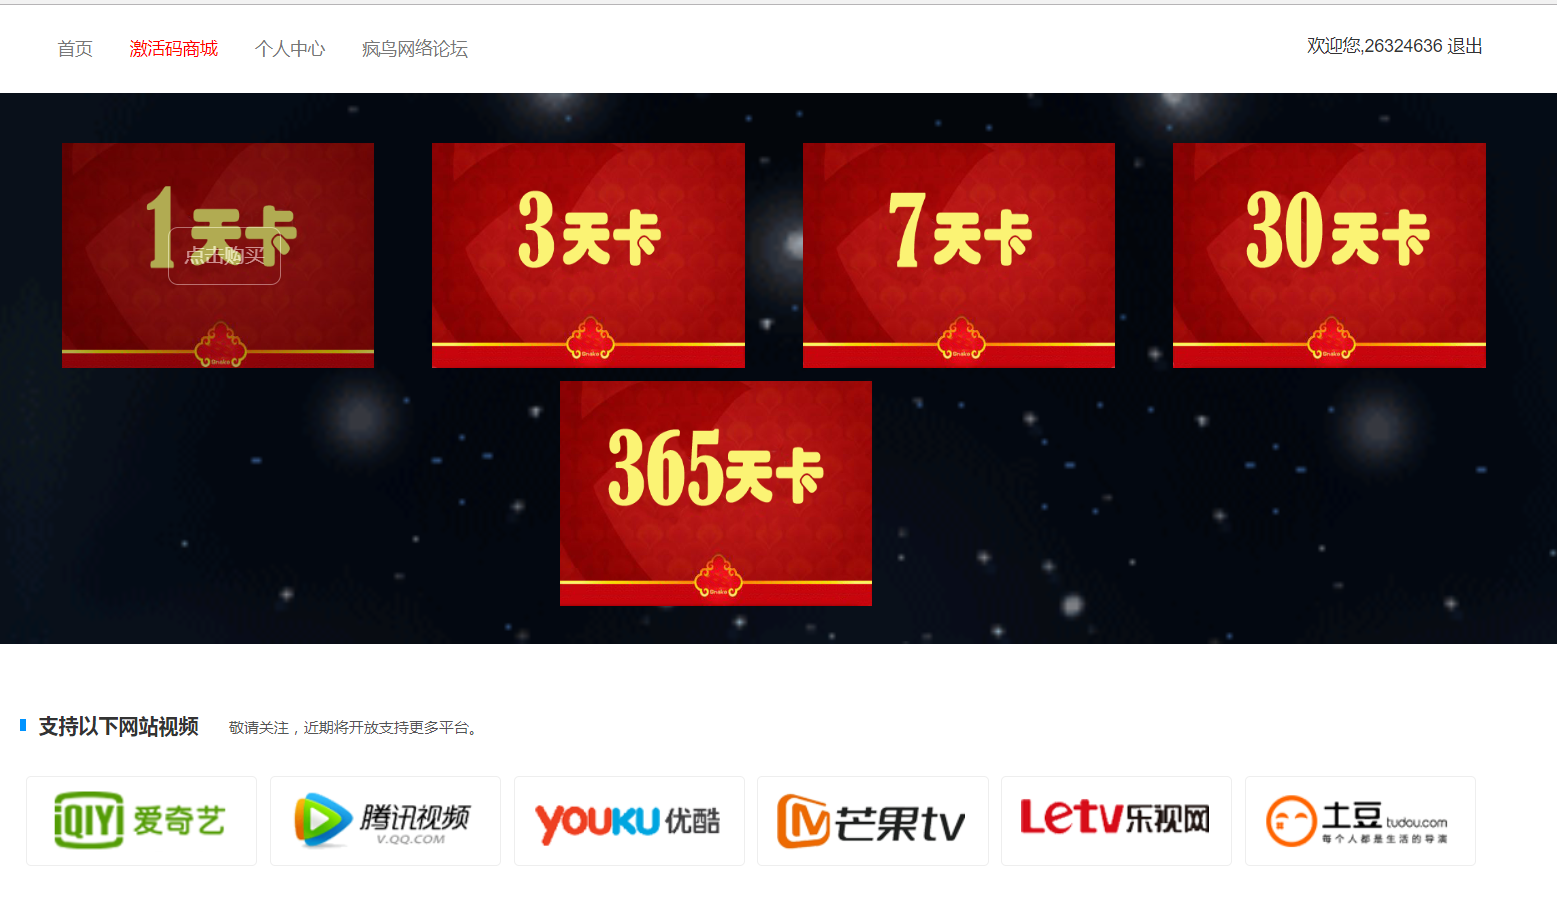 首页 激活码商城 个人中心 疯鸟网络论坛 欢迎您,26324636 退出
1天卡 3天卡 7天卡 30天卡
点击购买
365天卡
支持以下网站视频 敬请关注，近期将开放支持更多平台。
iQIYI 爱奇艺 腾讯视频 YOUKU 优酷 芒果tv Letv乐视网 土豆 tudou.com
V.QQ.COM 每个人都是生活的导演